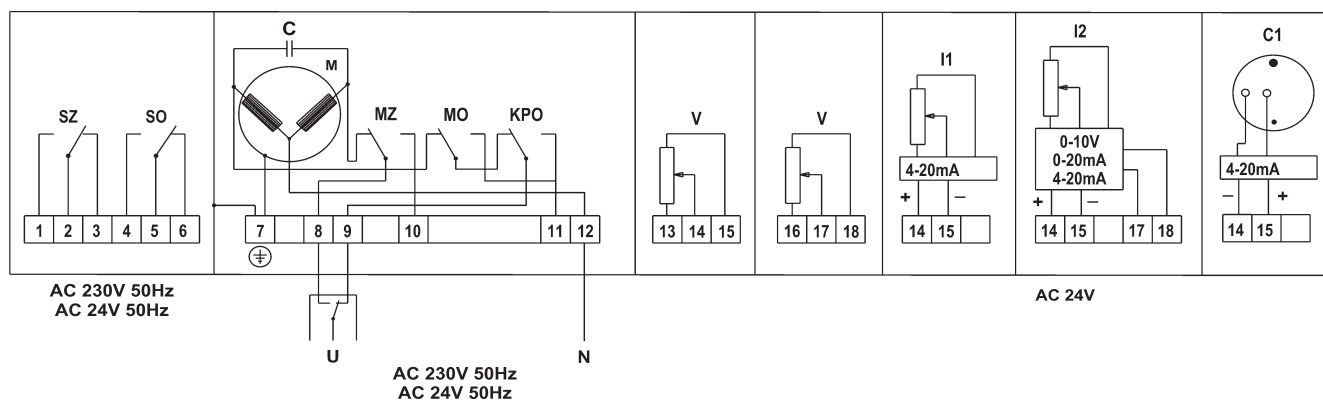 C
M
SZ
SO
MZ
MO
KPO
V
V
I1
I2
C1
4-20mA
0-10V
0-20mA
4-20mA
4-20mA
+ –
+ –
– +
1 2 3 4 5 6
7 8 9 10 11 12
13 14 15
16 17 18
14 15
14 15 17 18
14 15
AC 230V 50Hz
AC 24V 50Hz
AC 24V
U
N
AC 230V 50Hz
AC 24V 50Hz